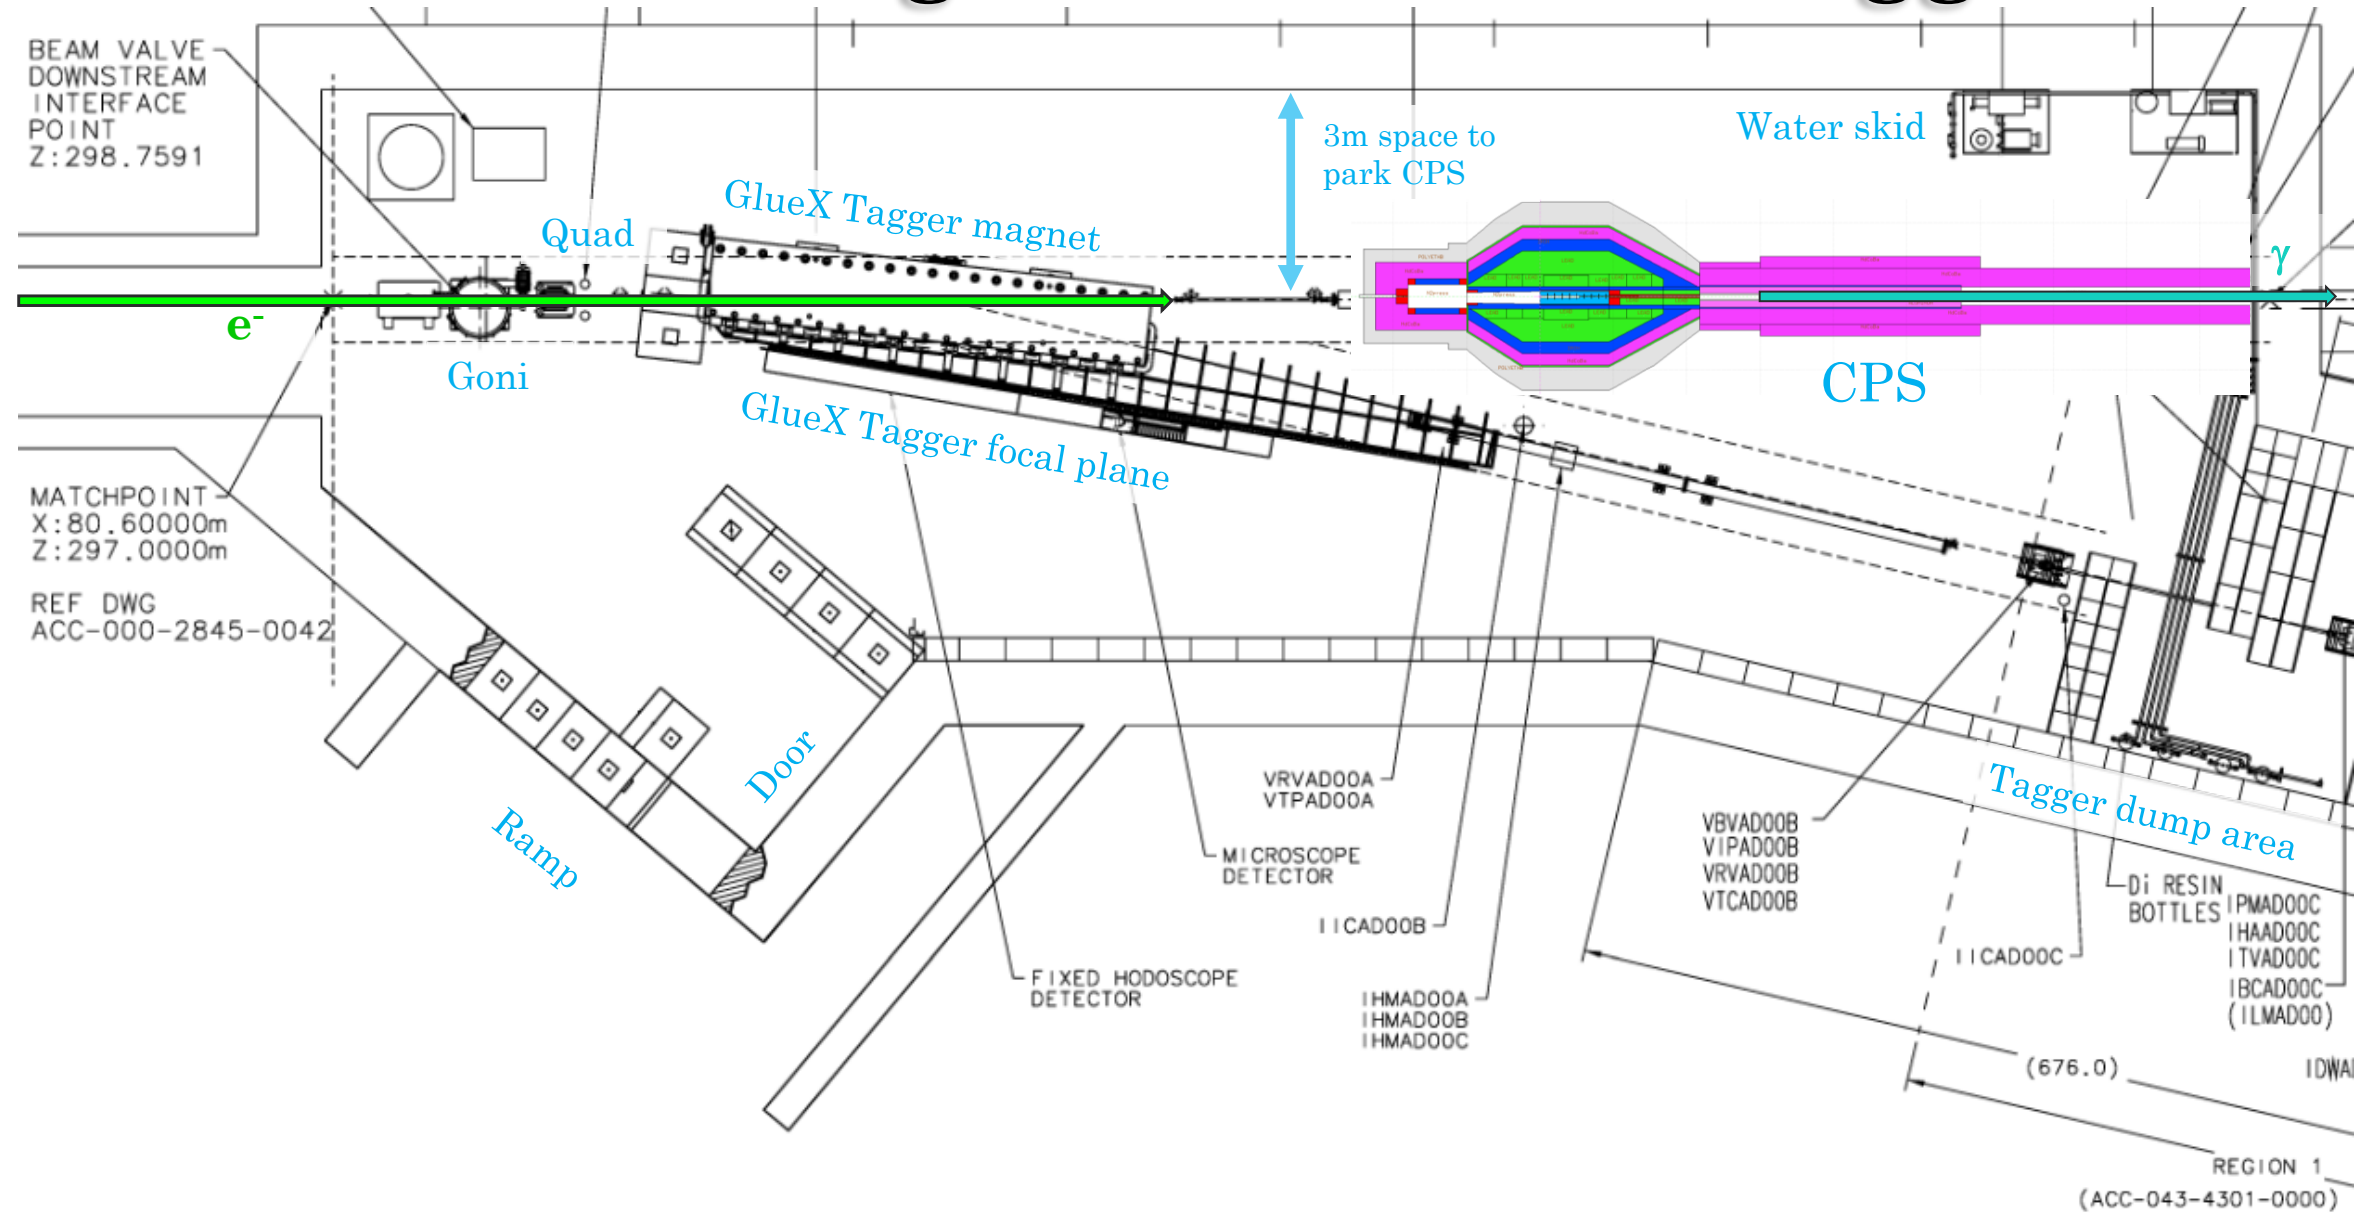 BEAM VALVE
DOWNSTREAM
INTERFACE
POINT
Z:298.7591
3m space to
park CPS
Water skid
GlueX Tagger magnet
Quad
γ
e-
Goni
CPS
GlueX Tagger focal plane
MATCHPOINT
X:80.60000m
Z:297.0000m
REF DWG
ACC-000-2845-0042
Door
Ramp
VRVAD00A
VTPAD00A
Tagger dump area
VBVAD00B
VIPAD00B
VRVAD00B
VTCAD00B
MICROSCOPE
DETECTOR
Di RESIN
BOTTLES
IICAD00B
IPMAD00C
IHAAD00C
ITVAD00C
IBCAD00C
(ILMAD00)
IICAD00C
FIXED HODOSCOPE
DETECTOR
IHMAD00A
IHMAD00B
IHMAD00C
(676.0)
REGION 1
(ACC-043-4301-0000)